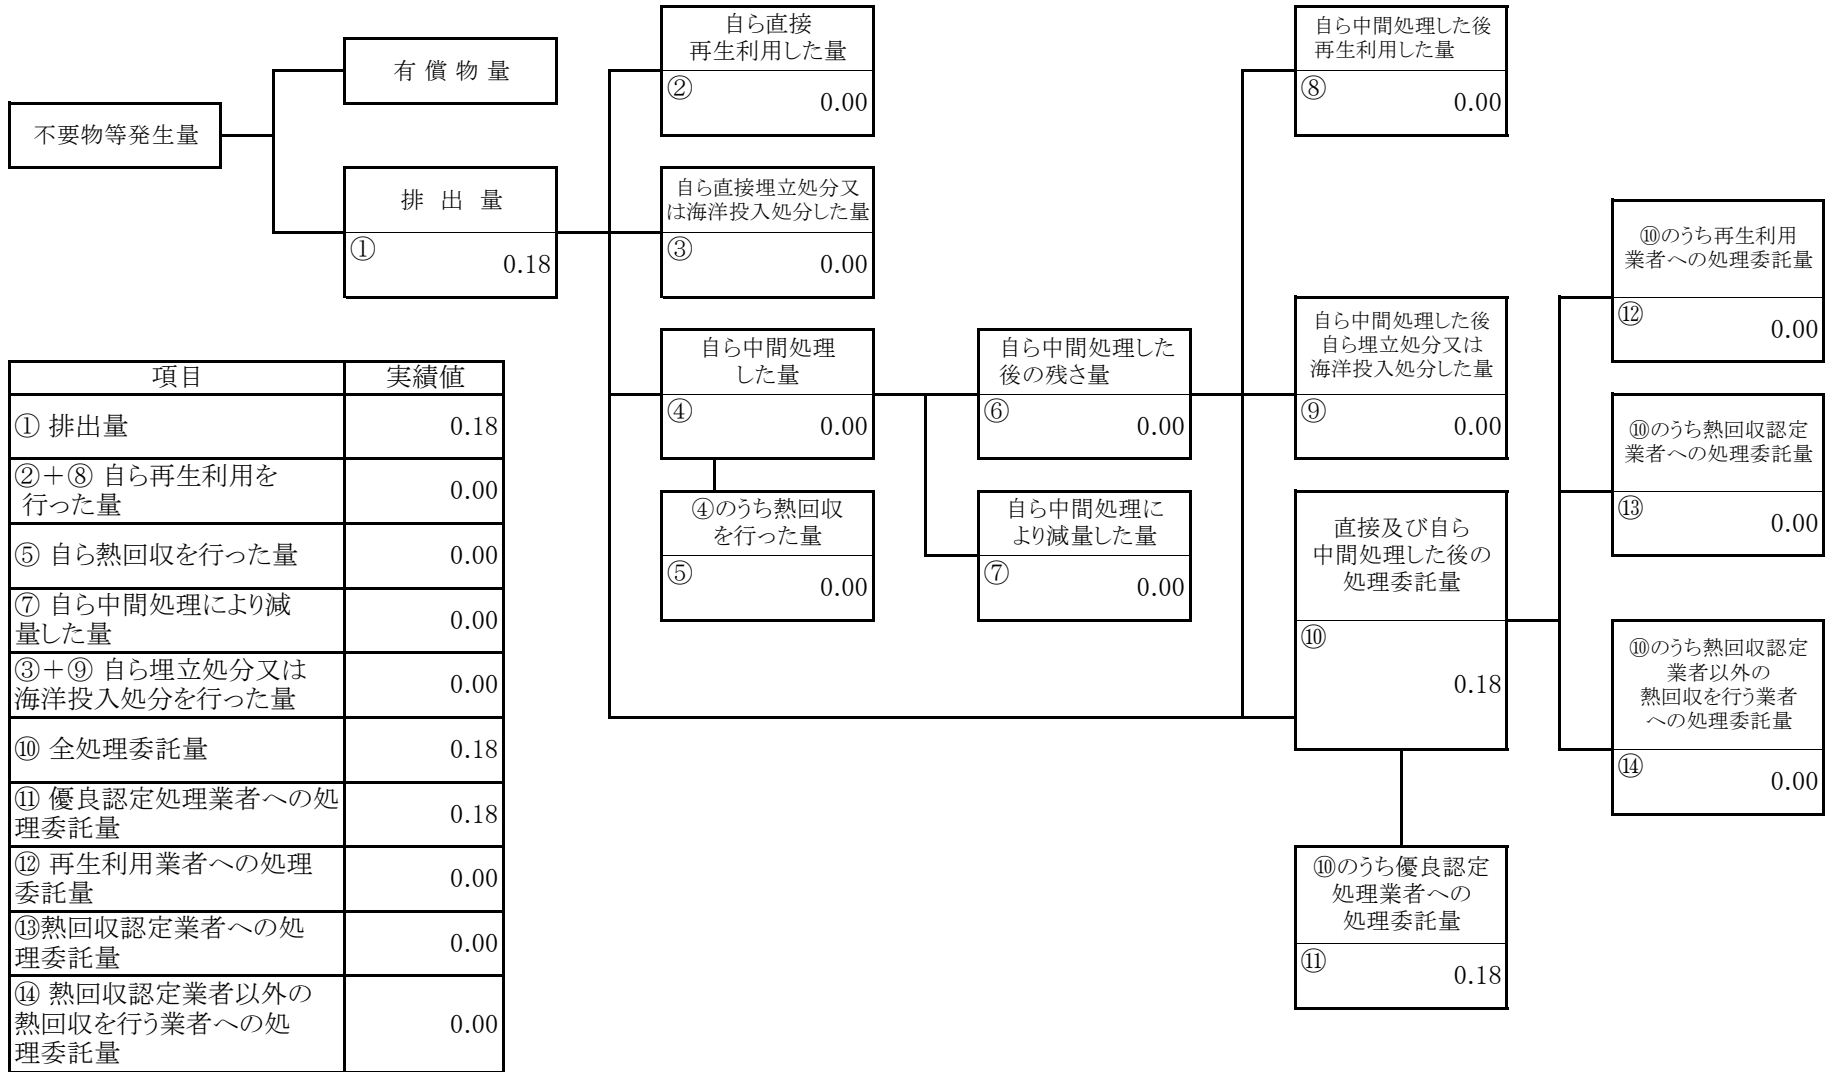 不要物等発生量
有 償 物 量
排 出 量
①
0.18
自ら直接
再生利用した量
②
0.00
自ら直接埋立処分又
は海洋投入処分した量
③
0.00
自ら中間処理
した量
④
0.00
④のうち熱回収
を行った量
⑤
0.00
自ら中間処理した
後の残さ量
⑥
0.00
自ら中間処理に
より減量した量
⑦
0.00
自ら中間処理した後
再生利用した量
⑧
0.00
自ら中間処理した後
自ら埋立処分又は
海洋投入処分した量
⑨
0.00
直接及び自ら
中間処理した後の
処理委託量
⑩
0.18
⑩のうち優良認定
処理業者への
処理委託量
⑪
0.18
⑩のうち再生利用
業者への処理委託量
⑫
0.00
⑩のうち熱回収認定
業者への処理委託量
⑬
0.00
⑩のうち熱回収認定
業者以外の
熱回収を行う業者
への処理委託量
⑭
0.00
項目 実績値
① 排出量 0.18
②＋⑧ 自ら再生利用を
行った量 0.00
⑤ 自ら熱回収を行った量 0.00
⑦ 自ら中間処理により減
量した量 0.00
③＋⑨ 自ら埋立処分又は
海洋投入処分を行った量 0.00
⑩ 全処理委託量 0.18
⑪ 優良認定処理業者への処
理委託量 0.18
⑫ 再生利用業者への処理
委託量 0.00
⑬熱回収認定業者への処
理委託量 0.00
⑭ 熱回収認定業者以外の
熱回収を行う業者への処
理委託量 0.00